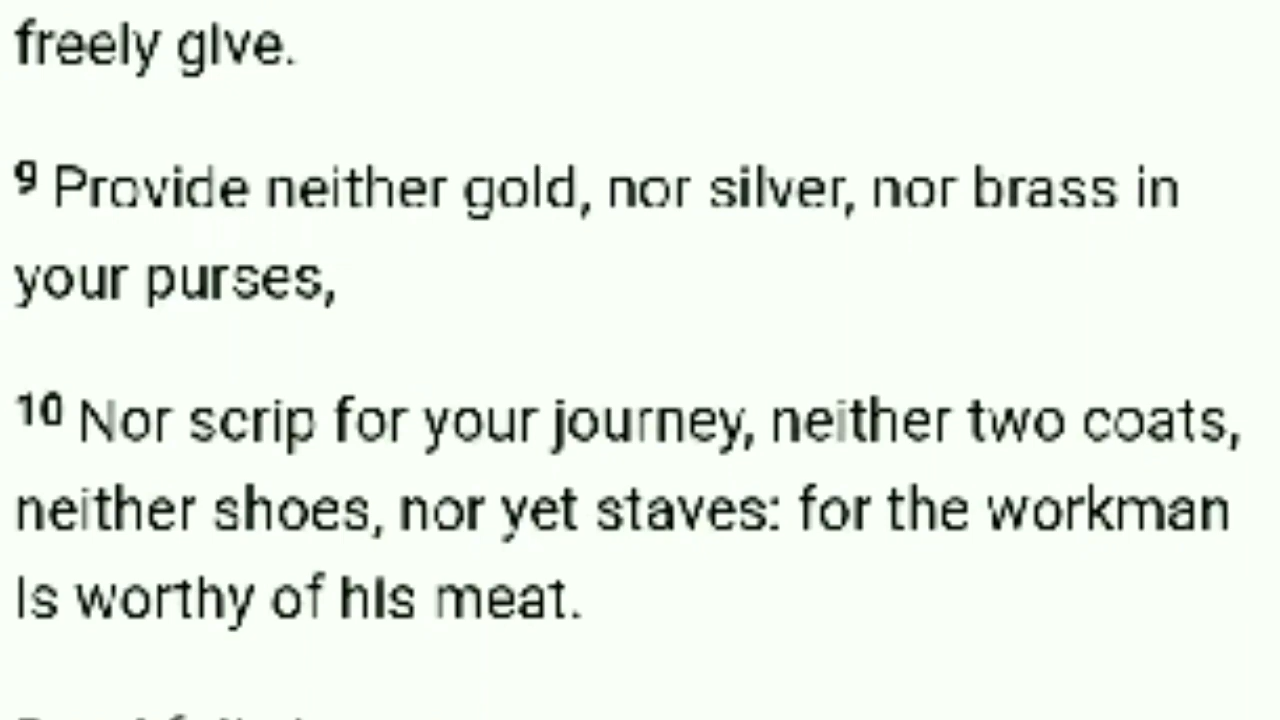 freely give.
9 Provide neither gold, nor silver, nor brass in
your purses,
10 Nor scrip for your journey, neither two coats,
neither shoes, nor yet staves: for the workman
is worthy of his meat.